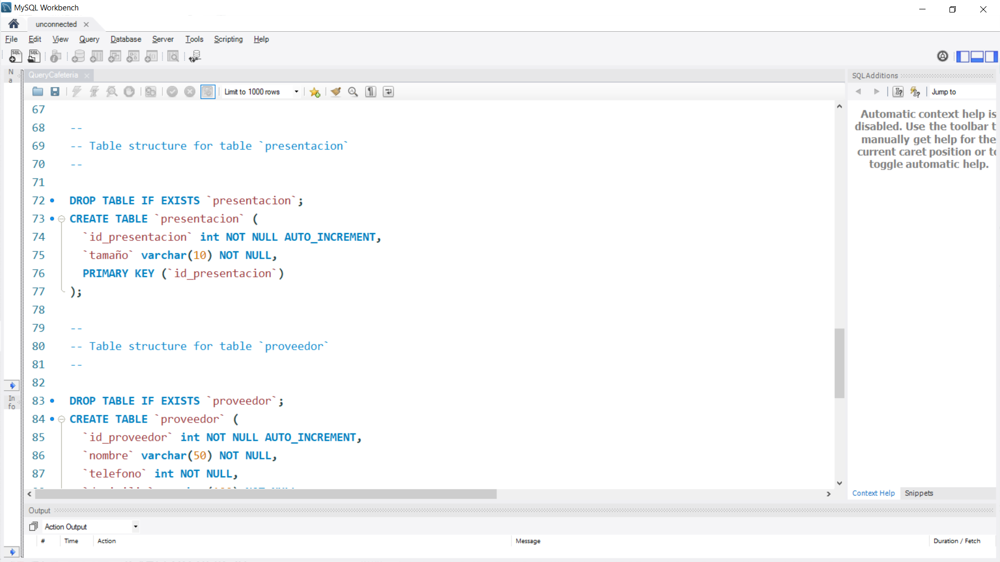 MySQL Workbench
unconnected
File Edit View Query Database Server Tools Scripting Help
Na
QueryCafeteria
Limit to 1000 rows
67
68 --
69 -- Table structure for table `presentacion`
70 --
71
72 DROP TABLE IF EXISTS `presentacion`;
73 CREATE TABLE `presentacion` (
74 `id_presentacion` int NOT NULL AUTO_INCREMENT,
75 `tamaño` varchar(10) NOT NULL,
76 PRIMARY KEY (`id_presentacion`)
77 );
78
79 --
80 -- Table structure for table `proveedor`
81 --
82
83 DROP TABLE IF EXISTS `proveedor`;
84 CREATE TABLE `proveedor` (
85 `id_proveedor` int NOT NULL AUTO_INCREMENT,
86 `nombre` varchar(50) NOT NULL,
87 `telefono` int NOT NULL,
Info
SQLAdditions
Jump to
Automatic context help is
disabled. Use the toolbar t
manually get help for the
current caret position or to
toggle automatic help.
Context Help Snippets
Output
Action Output
# Time Action Message Duration / Fetch